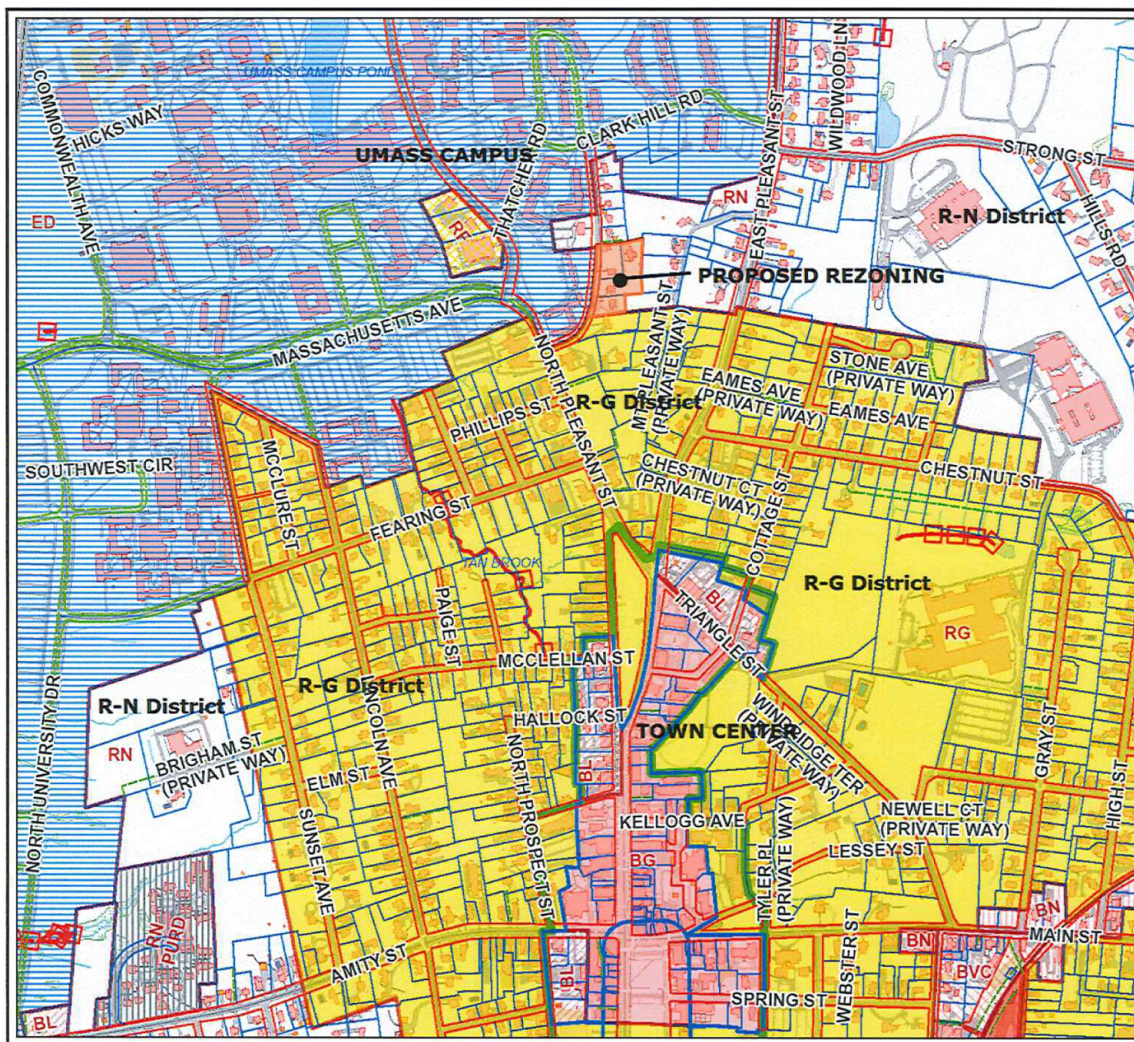 COMMONWEALTH AVE
HICKS WAY
UMASS CAMPUS POND
UMASS CAMPUS
THATCHER RD
CLARK HILL RD
EAST PLEASANT ST
WILDWOOD LN
STRONG ST
HILLS RD
R-N District
RN
ED
RF
PROPOSED REZONING
MASSACHUSETTS AVE
NORTH PLEASANT ST
MT PLEASANT ST
(PRIVATE WAY)
STONE AVE
(PRIVATE WAY)
EAMES AVE
(PRIVATE WAY)
EAMES AVE
PHILLIPS ST
R-G District
MCCLURE ST
SOUTHWEST CIR
FEARING ST
CHESTNUT CT
(PRIVATE WAY)
CHESTNUT ST
COTTAGE ST
TAN BROOK
R-G District
BL
TRIANGLE ST
RG
PAIGE ST
MCCLELLAN ST
R-G District
LINCOLN AVE
R-N District
RN
HALLOCK ST
TOWN CENTER
WINDRIDGE TER
(PRIVATE WAY)
GRAY ST
HIGH ST
NORTH UNIVERSITY DR
BRIGHAM ST
(PRIVATE WAY)
ELM ST
BL
NORTH PROSPECT ST
KELLOGG AVE
NEWELL CT
(PRIVATE WAY)
LESSEY ST
SUNSET AVE
BG
TYLER PL
(PRIVATE WAY)
RN
PURD
AMITY ST
BL
WEBSTER ST
BN
BN
MAIN ST
BVC
BL
SPRING ST